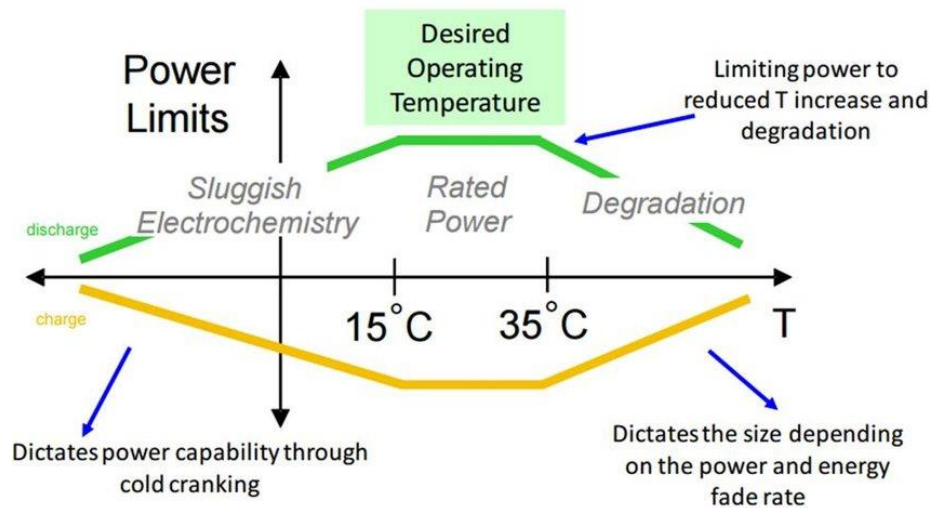 Desired
Operating
Temperature
Power
Limits
Limiting power to
reduced T increase and
degradation
Sluggish
Electrochemistry
Rated
Power
Degradation
discharge
charge
15°C
35°C
T
Dictates power capability through
cold cranking
Dictates the size depending
on the power and energy
fade rate